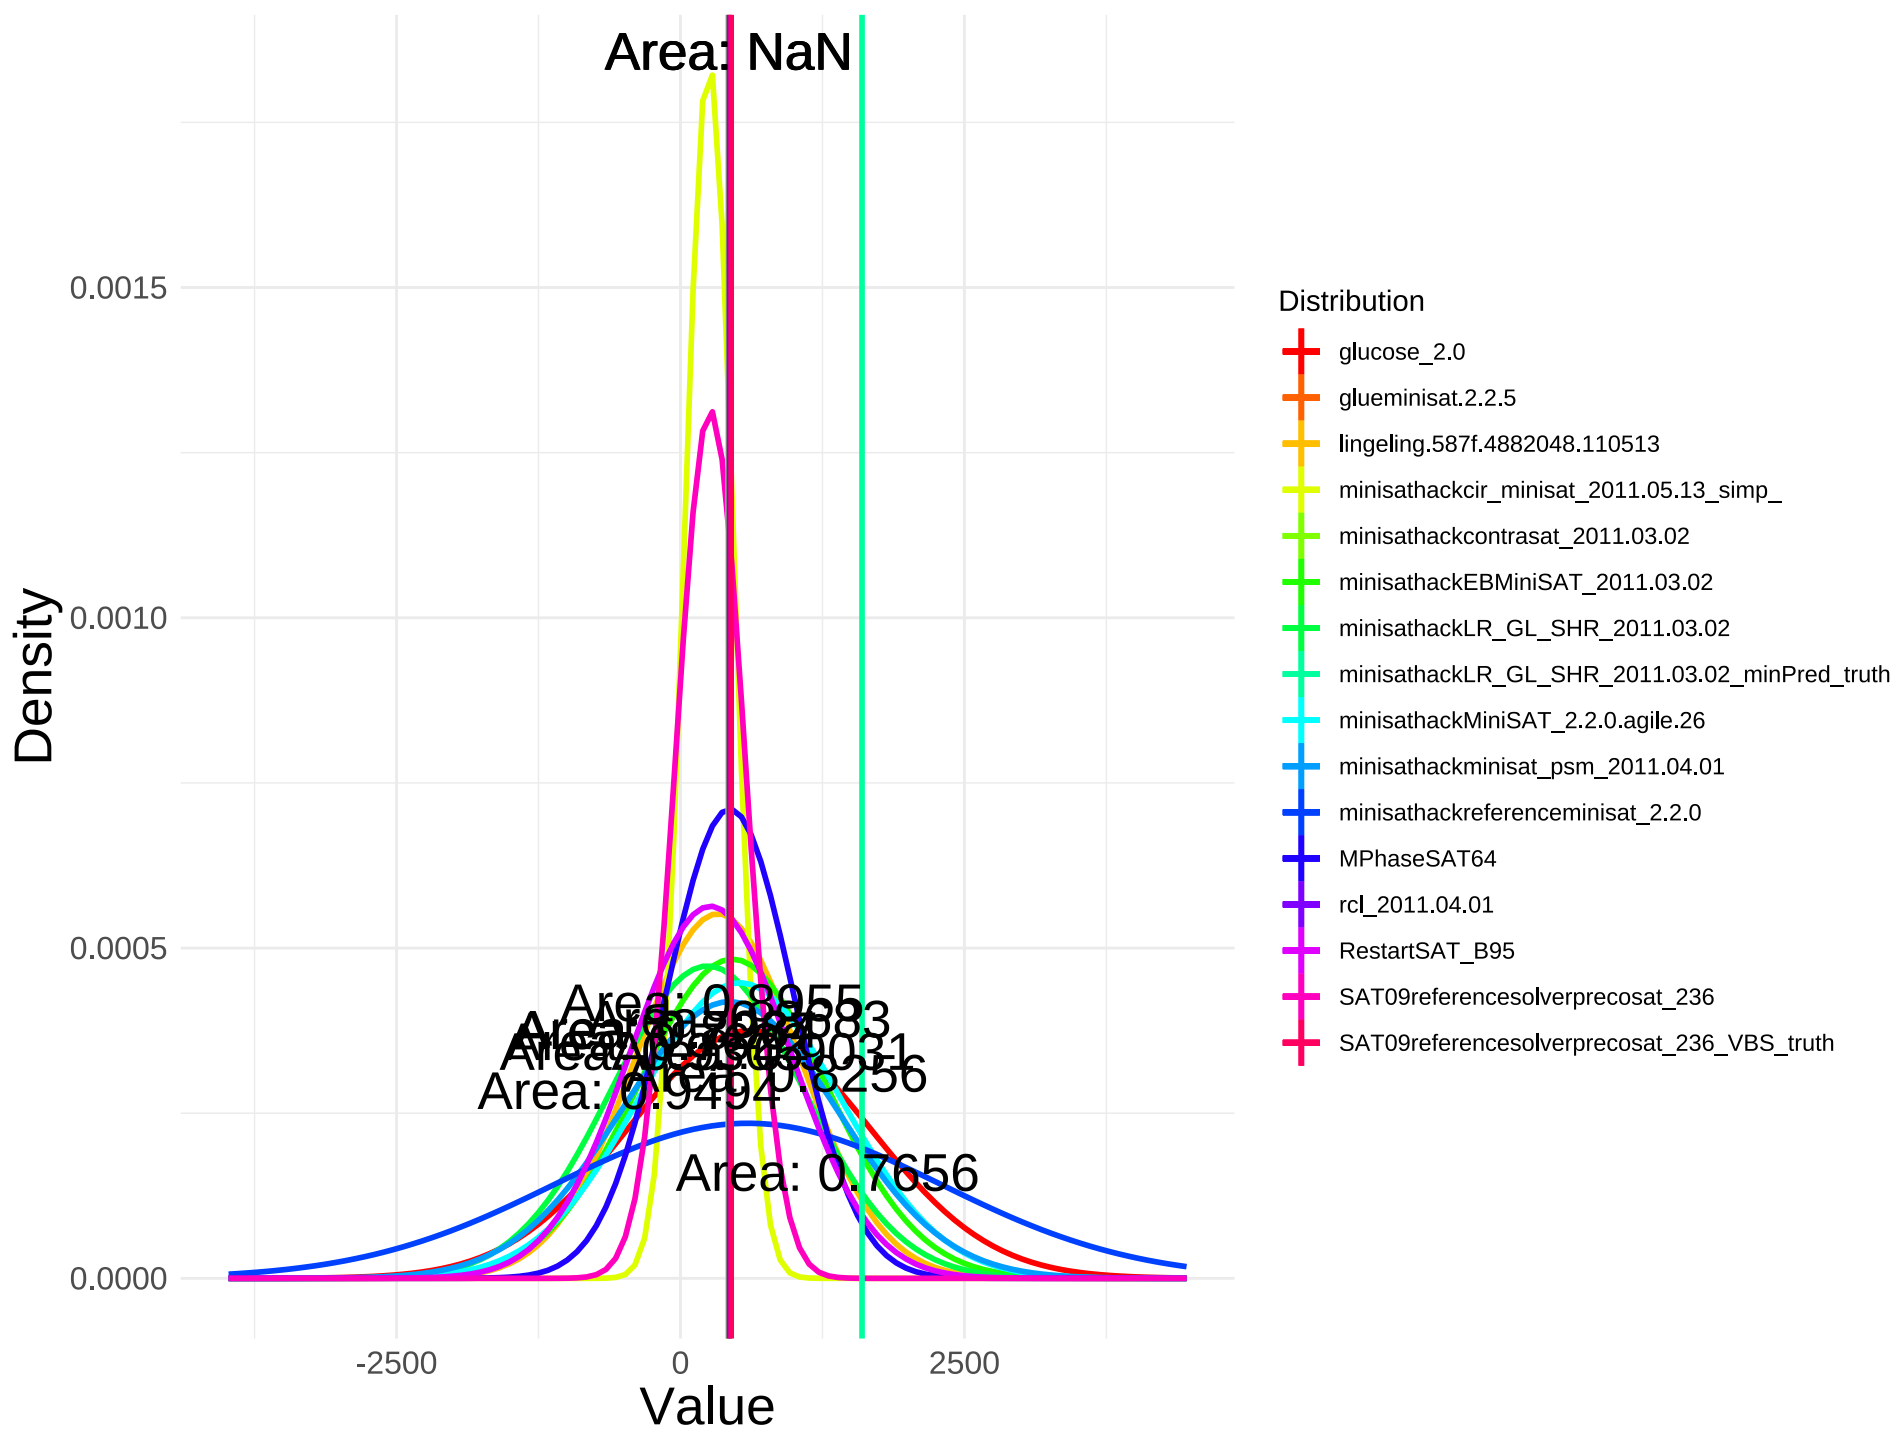 Area: NaN
0.0015
0.0010
0.0005
0.0000
Density
Area: 0.8955
Area: 0.9494
Area: 0.8256
Area: 0.7656
-2500
0
2500
Value
Distribution
glucose_2.0
glueminisat.2.2.5
lingeling.587f.4882048.110513
minisathackcir_minisat_2011.05.13_simp_
minisathackcontrasat_2011.03.02
minisathackEBMiniSAT_2011.03.02
minisathackLR_GL_SHR_2011.03.02
minisathackLR_GL_SHR_2011.03.02_minPred_truth
minisathackMiniSAT_2.2.0.agile.26
minisathackminisat_psm_2011.04.01
minisathackreferenceminisat_2.2.0
MPhaseSAT64
rcl_2011.04.01
RestartSAT_B95
SAT09referencesolverprecosat_236
SAT09referencesolverprecosat_236_VBS_truth